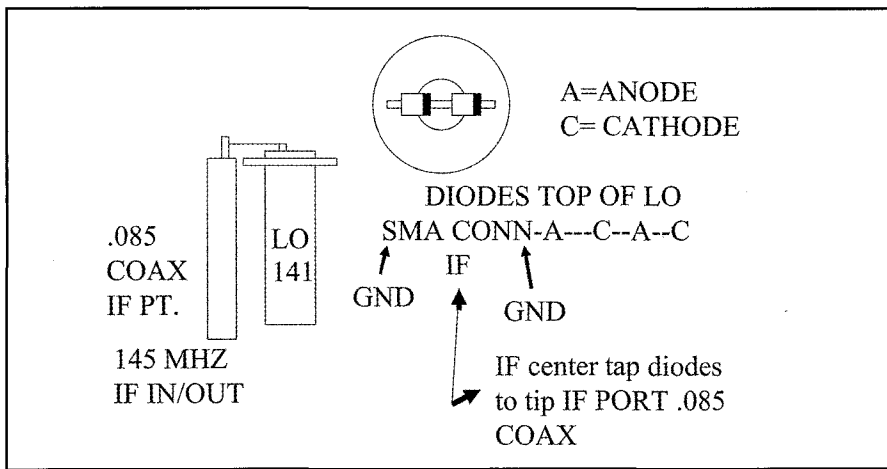 A=ANODE
C= CATHODE
DIODES TOP OF LO
SMA CONN-A---C--A--C
IF
GND
GND
.085
COAX
IF PT.
LO
141
145 MHZ
IF IN/OUT
IF center tap diodes
to tip IF PORT .085
COAX